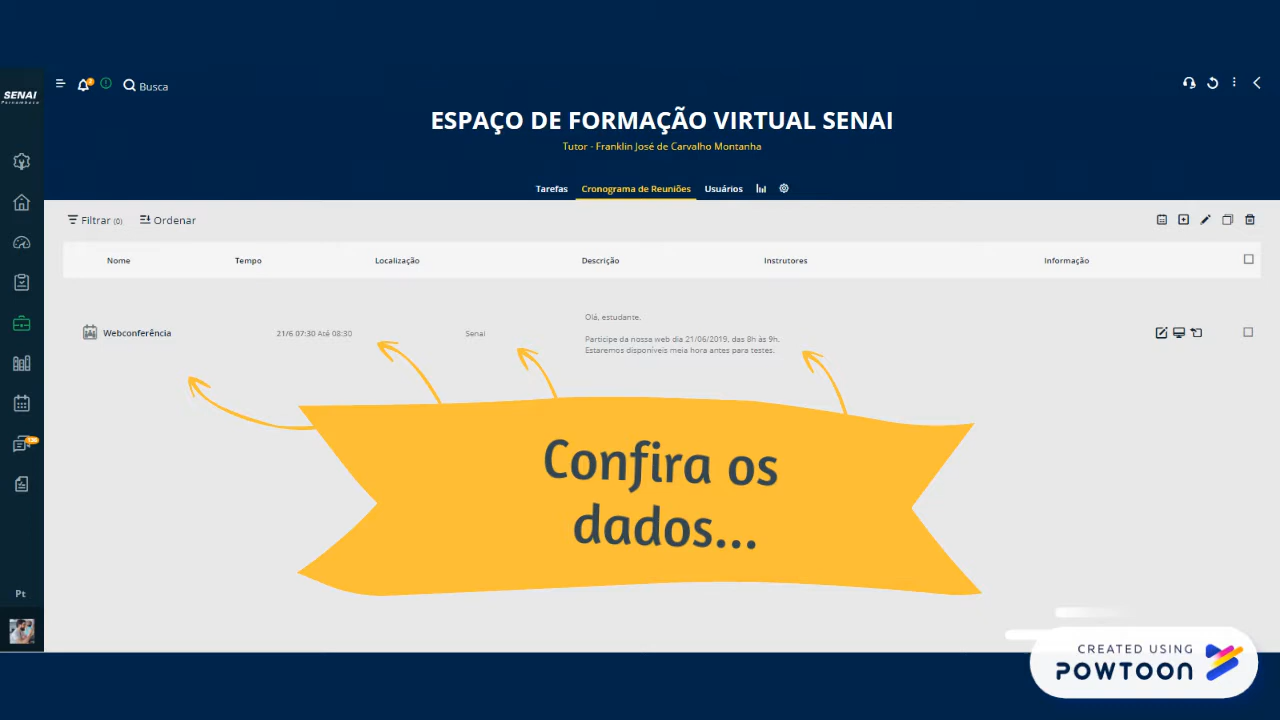 SENAI
Pernambuco
2
Busca
ESPAÇO DE FORMAÇÃO VIRTUAL SENAI
Tutor - Franklin José de Carvalho Montanha
Tarefas Cronograma de Reuniões Usuários
Filtrar (0) Ordenar
Nome Tempo Localização Descrição Instrutores Informação
Olá, estudante.
Webconferência 21/6 07:30 Até 08:30 Senai
Participe da nossa web dia 21/06/2019, das 8h às 9h.
Estaremos disponíveis meia hora antes para testes.
Confira os
dados...
Pt
CREATED USING
POWTOON